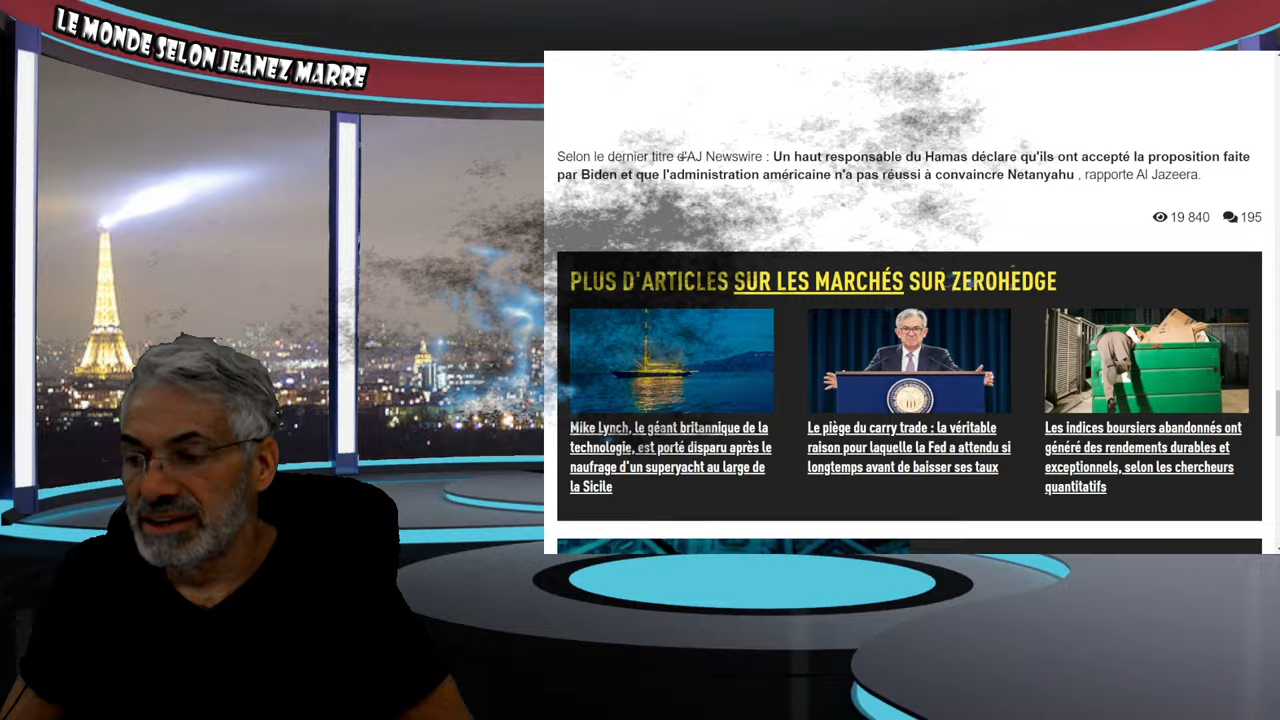 LE MONDE SELON JEANEZ MARRE
Selon le dernier titre d'AJ Newswire : Un haut responsable du Hamas déclare qu'ils ont accepté la proposition faite
par Biden et que l'administration américaine n'a pas réussi à convaincre Netanyahu , rapporte Al Jazeera.
19 840 195
PLUS D'ARTICLES SUR LES MARCHÉS SUR ZEROHEDGE
Mike Lynch, le géant britannique de la
technologie, est porté disparu après le
naufrage d'un superyacht au large de
la Sicile
Le piège du carry trade : la véritable
raison pour laquelle la Fed a attendu si
longtemps avant de baisser ses taux
Les indices boursiers abandonnés ont
généré des rendements durables et
exceptionnels, selon les chercheurs
quantitatifs